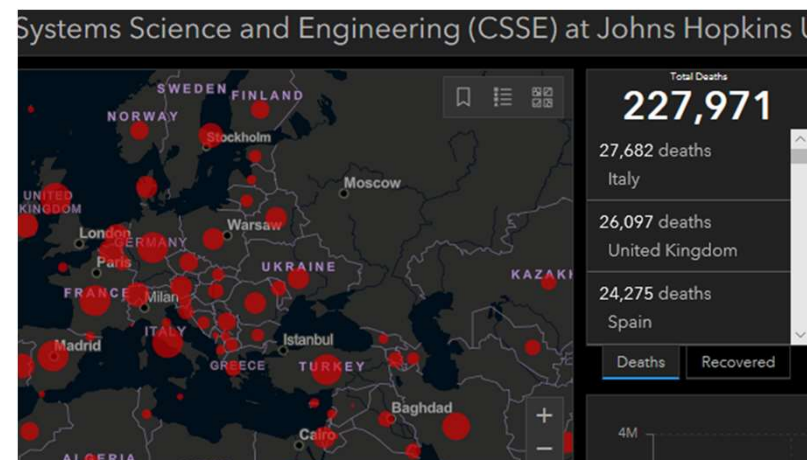 Systems Science and Engineering (CSSE) at Johns Hopkins U
SWEDEN
FINLAND
NORWAY
Stockholm
Moscow
UNITED
KINGDOM
London
Warsaw
GERMANY
Paris
UKRAINE
KAZAKH
FRANCE
Milan
ITALY
Istanbul
Madrid
GREECE
TURKEY
Baghdad
Cairo
ALGERIA
+
−
Total Deaths
227,971
27,682 deaths
Italy
26,097 deaths
United Kingdom
24,275 deaths
Spain
Deaths
Recovered
4M